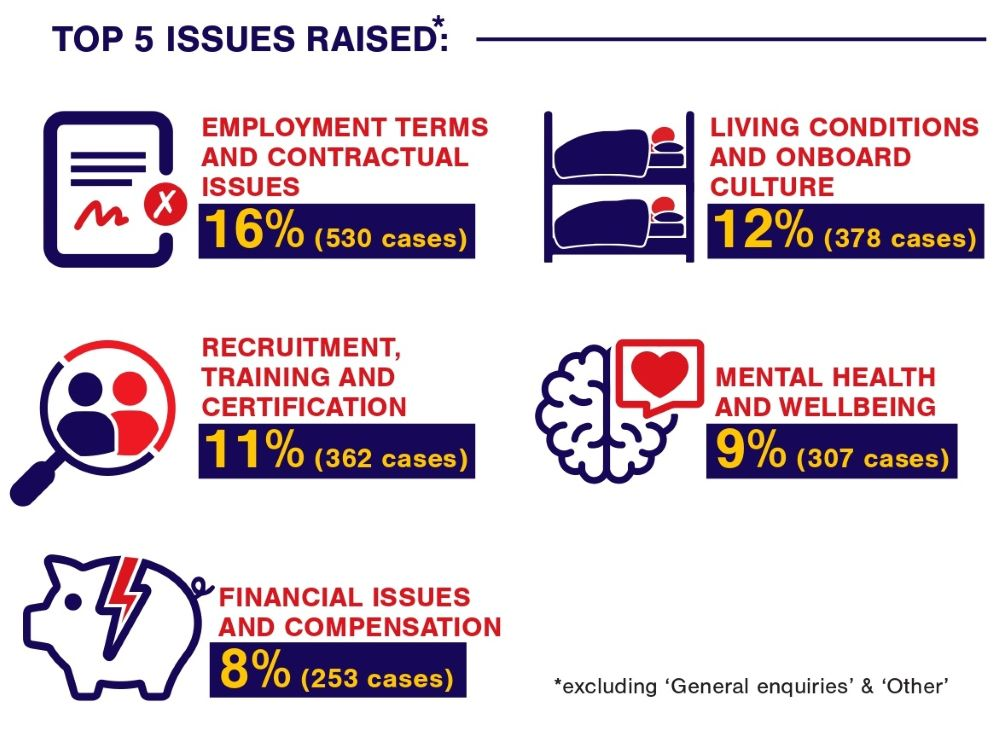 TOP 5 ISSUES RAISED*:
EMPLOYMENT TERMS
AND CONTRACTUAL
ISSUES
16% (530 cases)
LIVING CONDITIONS
AND ONBOARD
CULTURE
12% (378 cases)
RECRUITMENT,
TRAINING AND
CERTIFICATION
11% (362 cases)
MENTAL HEALTH
AND WELLBEING
9% (307 cases)
FINANCIAL ISSUES
AND COMPENSATION
8% (253 cases)
*excluding ‘General enquiries’ & ‘Other’